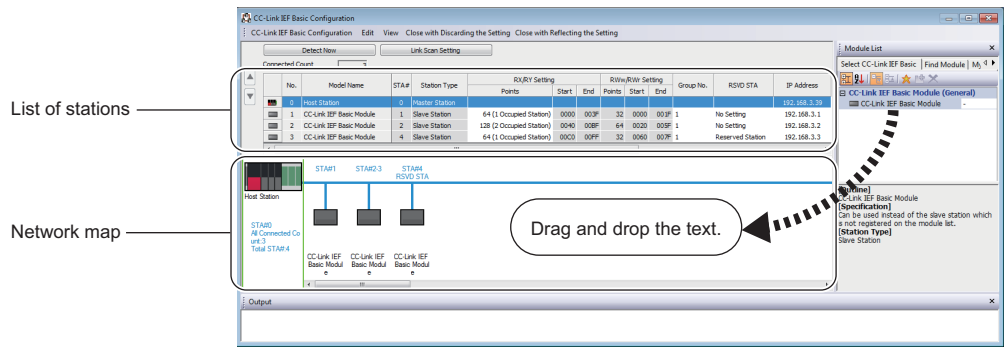 CC-Link IEF Basic Configuration
CC-Link IEF Basic Configuration Edit View Close with Discarding the Setting Close with Reflecting the Setting
Detect Now Link Scan Setting
Connected Count 3
List of stations
No. Model Name STA# Station Type RX/RY Setting RWw/RWr Setting Group No. RSVD STA IP Address
Points Start End Points Start End
0 Host Station 0 Master Station 192.168.3.39
1 CC-Link IEF Basic Module 1 Slave Station 64 (1 Occupied Station) 0000 003F 32 0000 001F 1 No Setting 192.168.3.1
2 CC-Link IEF Basic Module 2 Slave Station 128 (2 Occupied Station) 0040 00BF 64 0020 005F 1 No Setting 192.168.3.2
3 CC-Link IEF Basic Module 4 Slave Station 64 (1 Occupied Station) 00C0 00FF 32 0060 007F 1 Reserved Station 192.168.3.3
Network map
STA#1 STA#2-3 STA#4
RSVD STA
Host Station
STA#0
All Connected Co
unt:3
Total STA#:4
CC-Link IEF
Basic Modul
e
CC-Link IEF
Basic Modul
e
CC-Link IEF
Basic Modul
e
Drag and drop the text.
Module List
Select CC-Link IEF Basic Find Module
CC-Link IEF Basic Module (General)
CC-Link IEF Basic Module -
[Outline]
CC-Link IEF Basic Module
[Specification]
Can be used instead of the slave station which
is not registered on the module list.
[Station Type]
Slave Station
Output